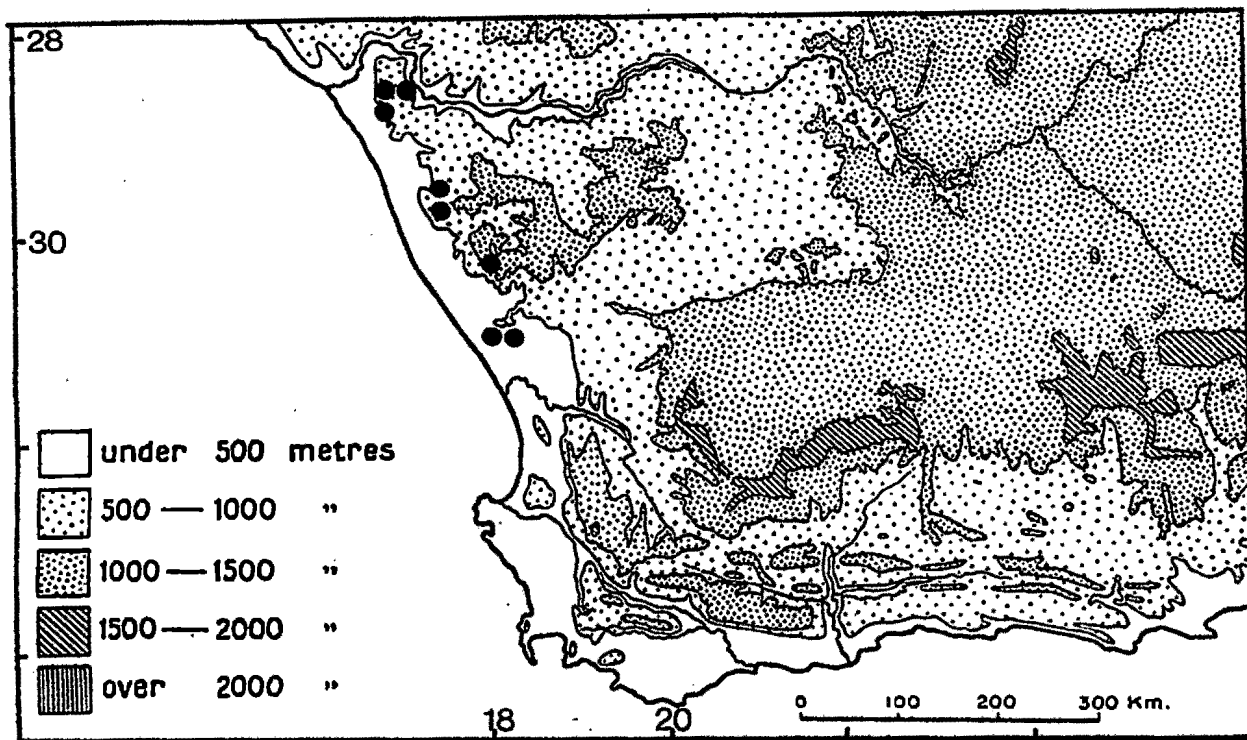 28
30
under 500 metres
500 — 1000 "
1000 — 1500 "
1500 — 2000 "
over 2000 "
0 100 200 300 Km.
18 20